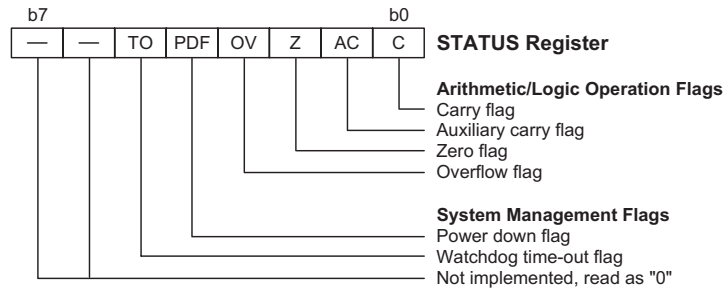 b7 b0
— — TO PDF OV Z AC C STATUS Register
Arithmetic/Logic Operation Flags
Carry flag
Auxiliary carry flag
Zero flag
Overflow flag
System Management Flags
Power down flag
Watchdog time-out flag
Not implemented, read as "0"